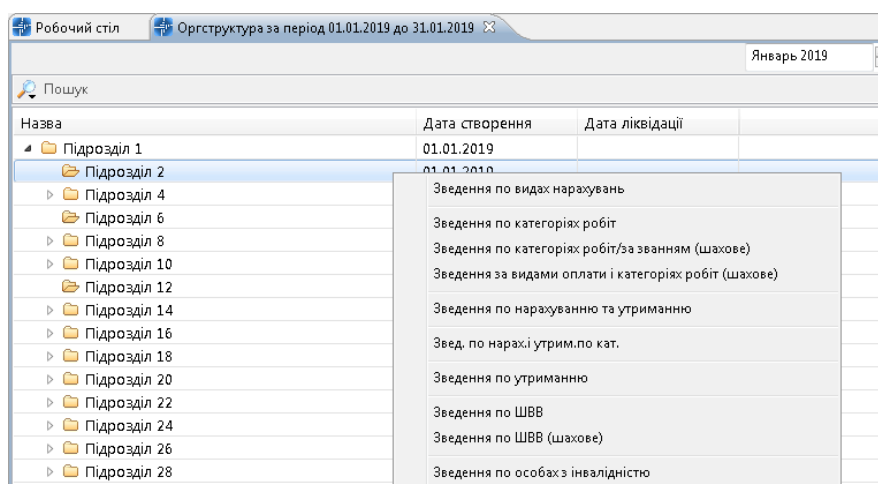 Робочий стіл
Оргструктура за період 01.01.2019 до 31.01.2019
Январь 2019
Пошук
Назва Дата створення Дата ліквідації
Підрозділ 1 01.01.2019
Підрозділ 2 01.01.2019
Зведення по видах нарахувань
Підрозділ 4
Підрозділ 6
Зведення по категоріях робіт
Підрозділ 8
Зведення по категоріях робіт/за званням (шахове)
Підрозділ 10
Зведення за видами оплати і категоріях робіт (шахове)
Підрозділ 12
Підрозділ 14
Зведення по нарахуванню та утриманню
Підрозділ 16
Звед. по нарах.і утрим.по кат.
Підрозділ 18
Підрозділ 20
Зведення по утриманню
Підрозділ 22
Зведення по ШВВ
Підрозділ 24
Зведення по ШВВ (шахове)
Підрозділ 26
Підрозділ 28
Зведення по особах з інвалідністю